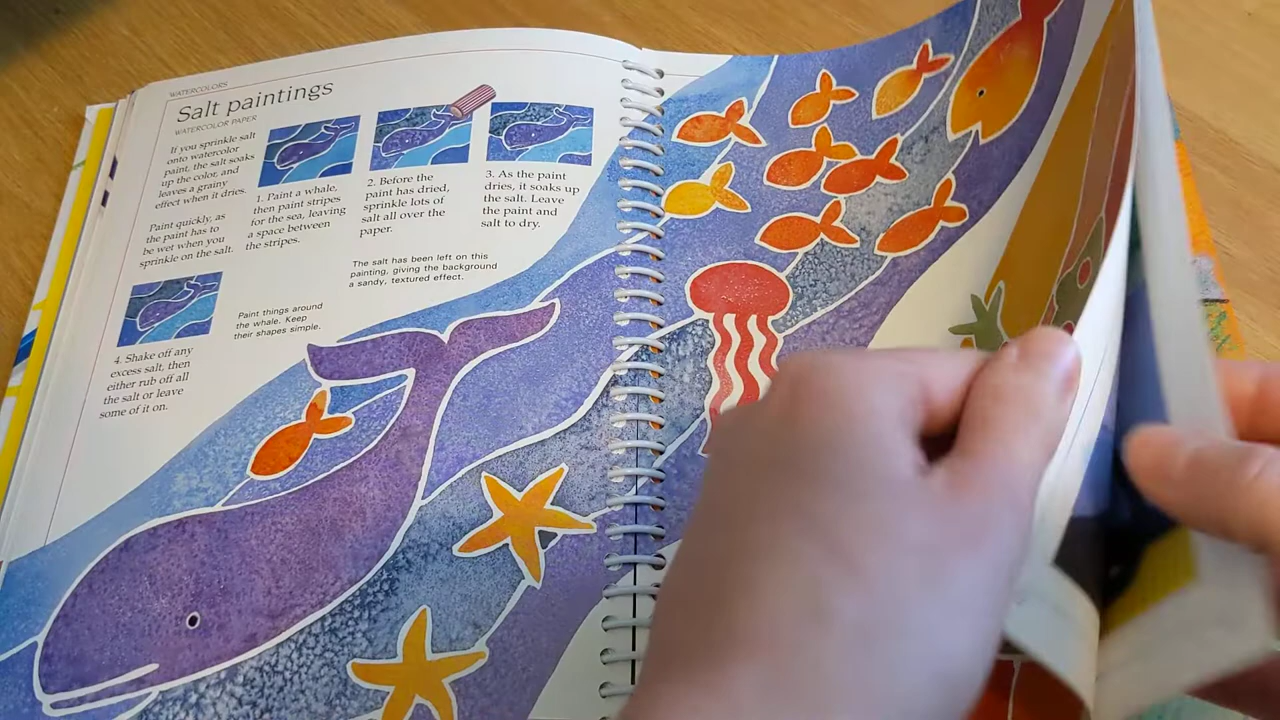 WATERCOLORS
Salt paintings
WATERCOLOR PAPER
If you sprinkle salt
onto watercolor
paper, the salt soaks
up the color, and
leaves a grainy
effect when it dries.
Paint quickly, as
the paint has to
be wet when you
sprinkle on the salt.
1. Paint a whale,
then paint stripes
for the sea, leaving
a space between
the stripes.
2. Before the
paint has dried,
sprinkle lots of
salt all over the
paper.
3. As the paint
dries, it soaks up
the salt. Leave
the paint and
salt to dry.
The salt has been left on this
painting, giving the background
a sandy, textured effect.
Paint things around
the whale. Keep
their shapes simple.
4. Shake off any
excess salt, then
either rub off all
the salt or leave
some of it on.